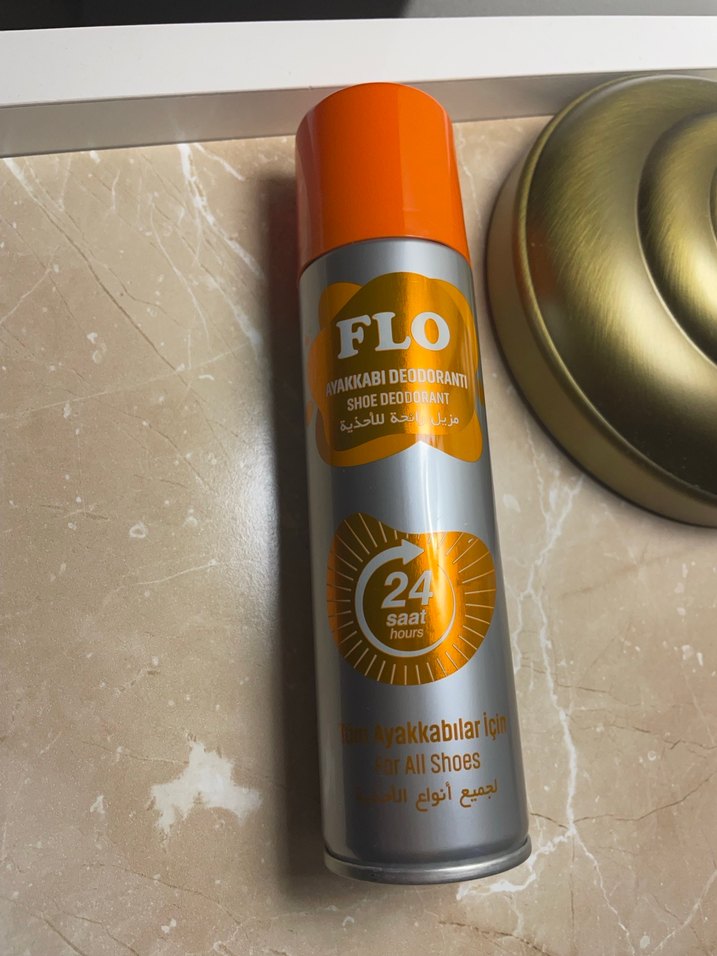 FLO
AYAKKABI DEODORANTI
SHOE DEODORANT
مزيل رائحة للأحذية
24
saat
hours
Tüm Ayakkabılar İçin
For All Shoes
لجميع أنواع الأحذية